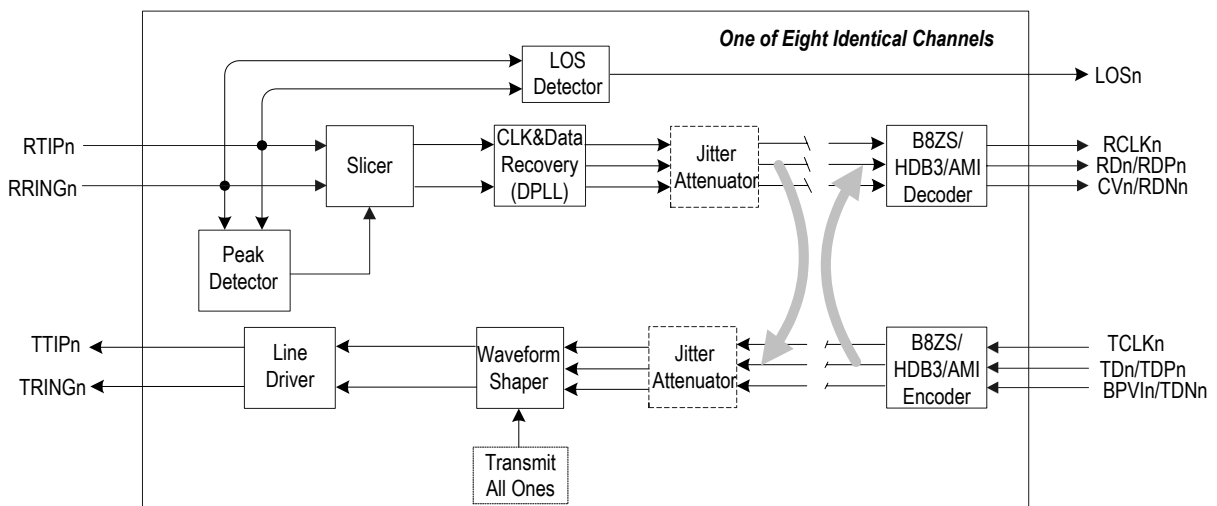 One of Eight Identical Channels
LOS
Detector
LOSn
RTIPn
RRINGn
Slicer
CLK&Data
Recovery
(DPLL)
Jitter
Attenuator
B8ZS/
HDB3/AMI
Decoder
RCLKn
RDn/RDPn
CVn/RDNn
Peak
Detector
TTIPn
TRINGn
Line
Driver
Waveform
Shaper
Jitter
Attenuator
B8ZS/
HDB3/AMI
Encoder
TCLKn
TDn/TDPn
BPVIn/TDNn
Transmit
All Ones